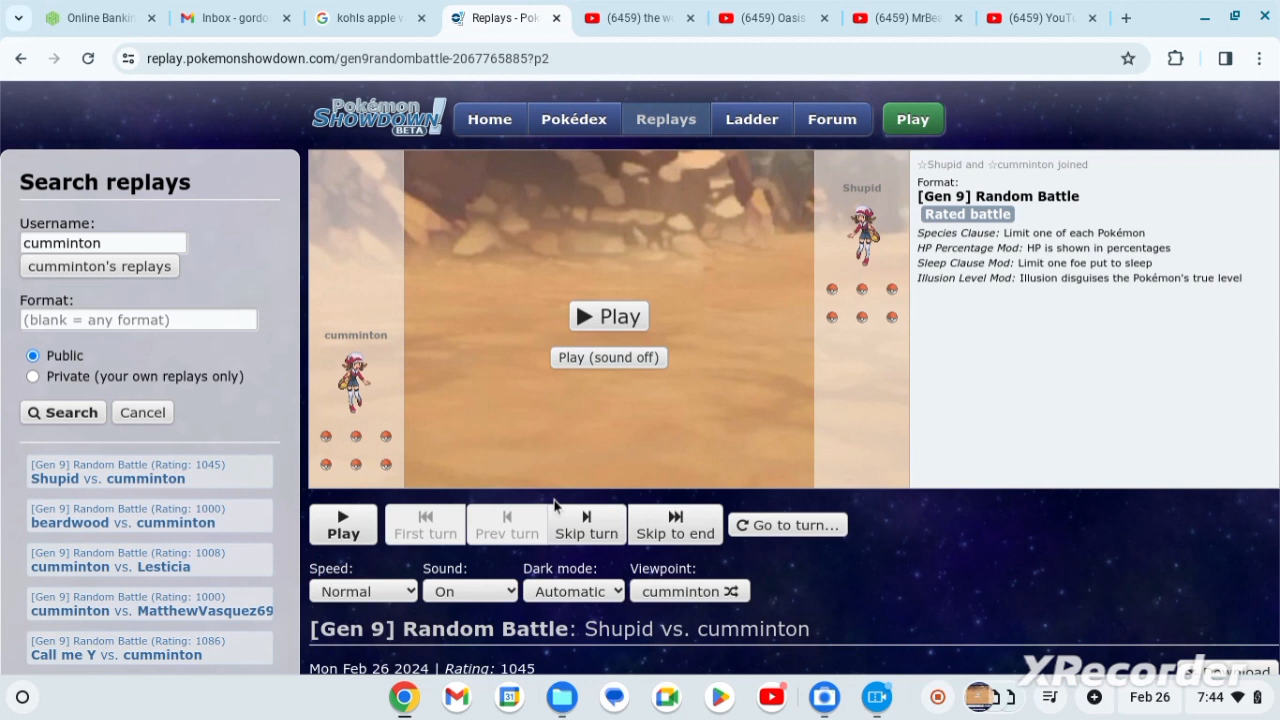 Online Bankin
Inbox - gordo
kohls apple v
Replays - Pok
(6459) the w
(6459) Oasis
(6459) MrBea
(6459) YouTu
replay.pokemonshowdown.com/gen9randombattle-2067765885?p2
Pokémon
SHOWDOWN!
BETA
Home
Pokédex
Replays
Ladder
Forum
Play
Search replays
Username:
cumminton
cumminton's replays
Format:
(blank = any format)
Public
Private (your own replays only)
Search
Cancel
[Gen 9] Random Battle (Rating: 1045)
Shupid vs. cumminton
[Gen 9] Random Battle (Rating: 1000)
beardwood vs. cumminton
[Gen 9] Random Battle (Rating: 1008)
cumminton vs. Lesticia
[Gen 9] Random Battle (Rating: 1000)
cumminton vs. MatthewVasquez69
[Gen 9] Random Battle (Rating: 1086)
Call me Y vs. cumminton
cumminton
Shupid
Play
Play (sound off)
☆Shupid and ☆cumminton joined
Format:
[Gen 9] Random Battle
Rated battle
Species Clause: Limit one of each Pokémon
HP Percentage Mod: HP is shown in percentages
Sleep Clause Mod: Limit one foe put to sleep
Illusion Level Mod: Illusion disguises the Pokémon's true level
Play
First turn
Prev turn
Skip turn
Skip to end
Go to turn...
Speed:
Normal
Sound:
On
Dark mode:
Automatic
Viewpoint:
cumminton
[Gen 9] Random Battle: Shupid vs. cumminton
Mon Feb 26 2024 | Rating: 1045
XRecorder
31
Feb 26
7:44